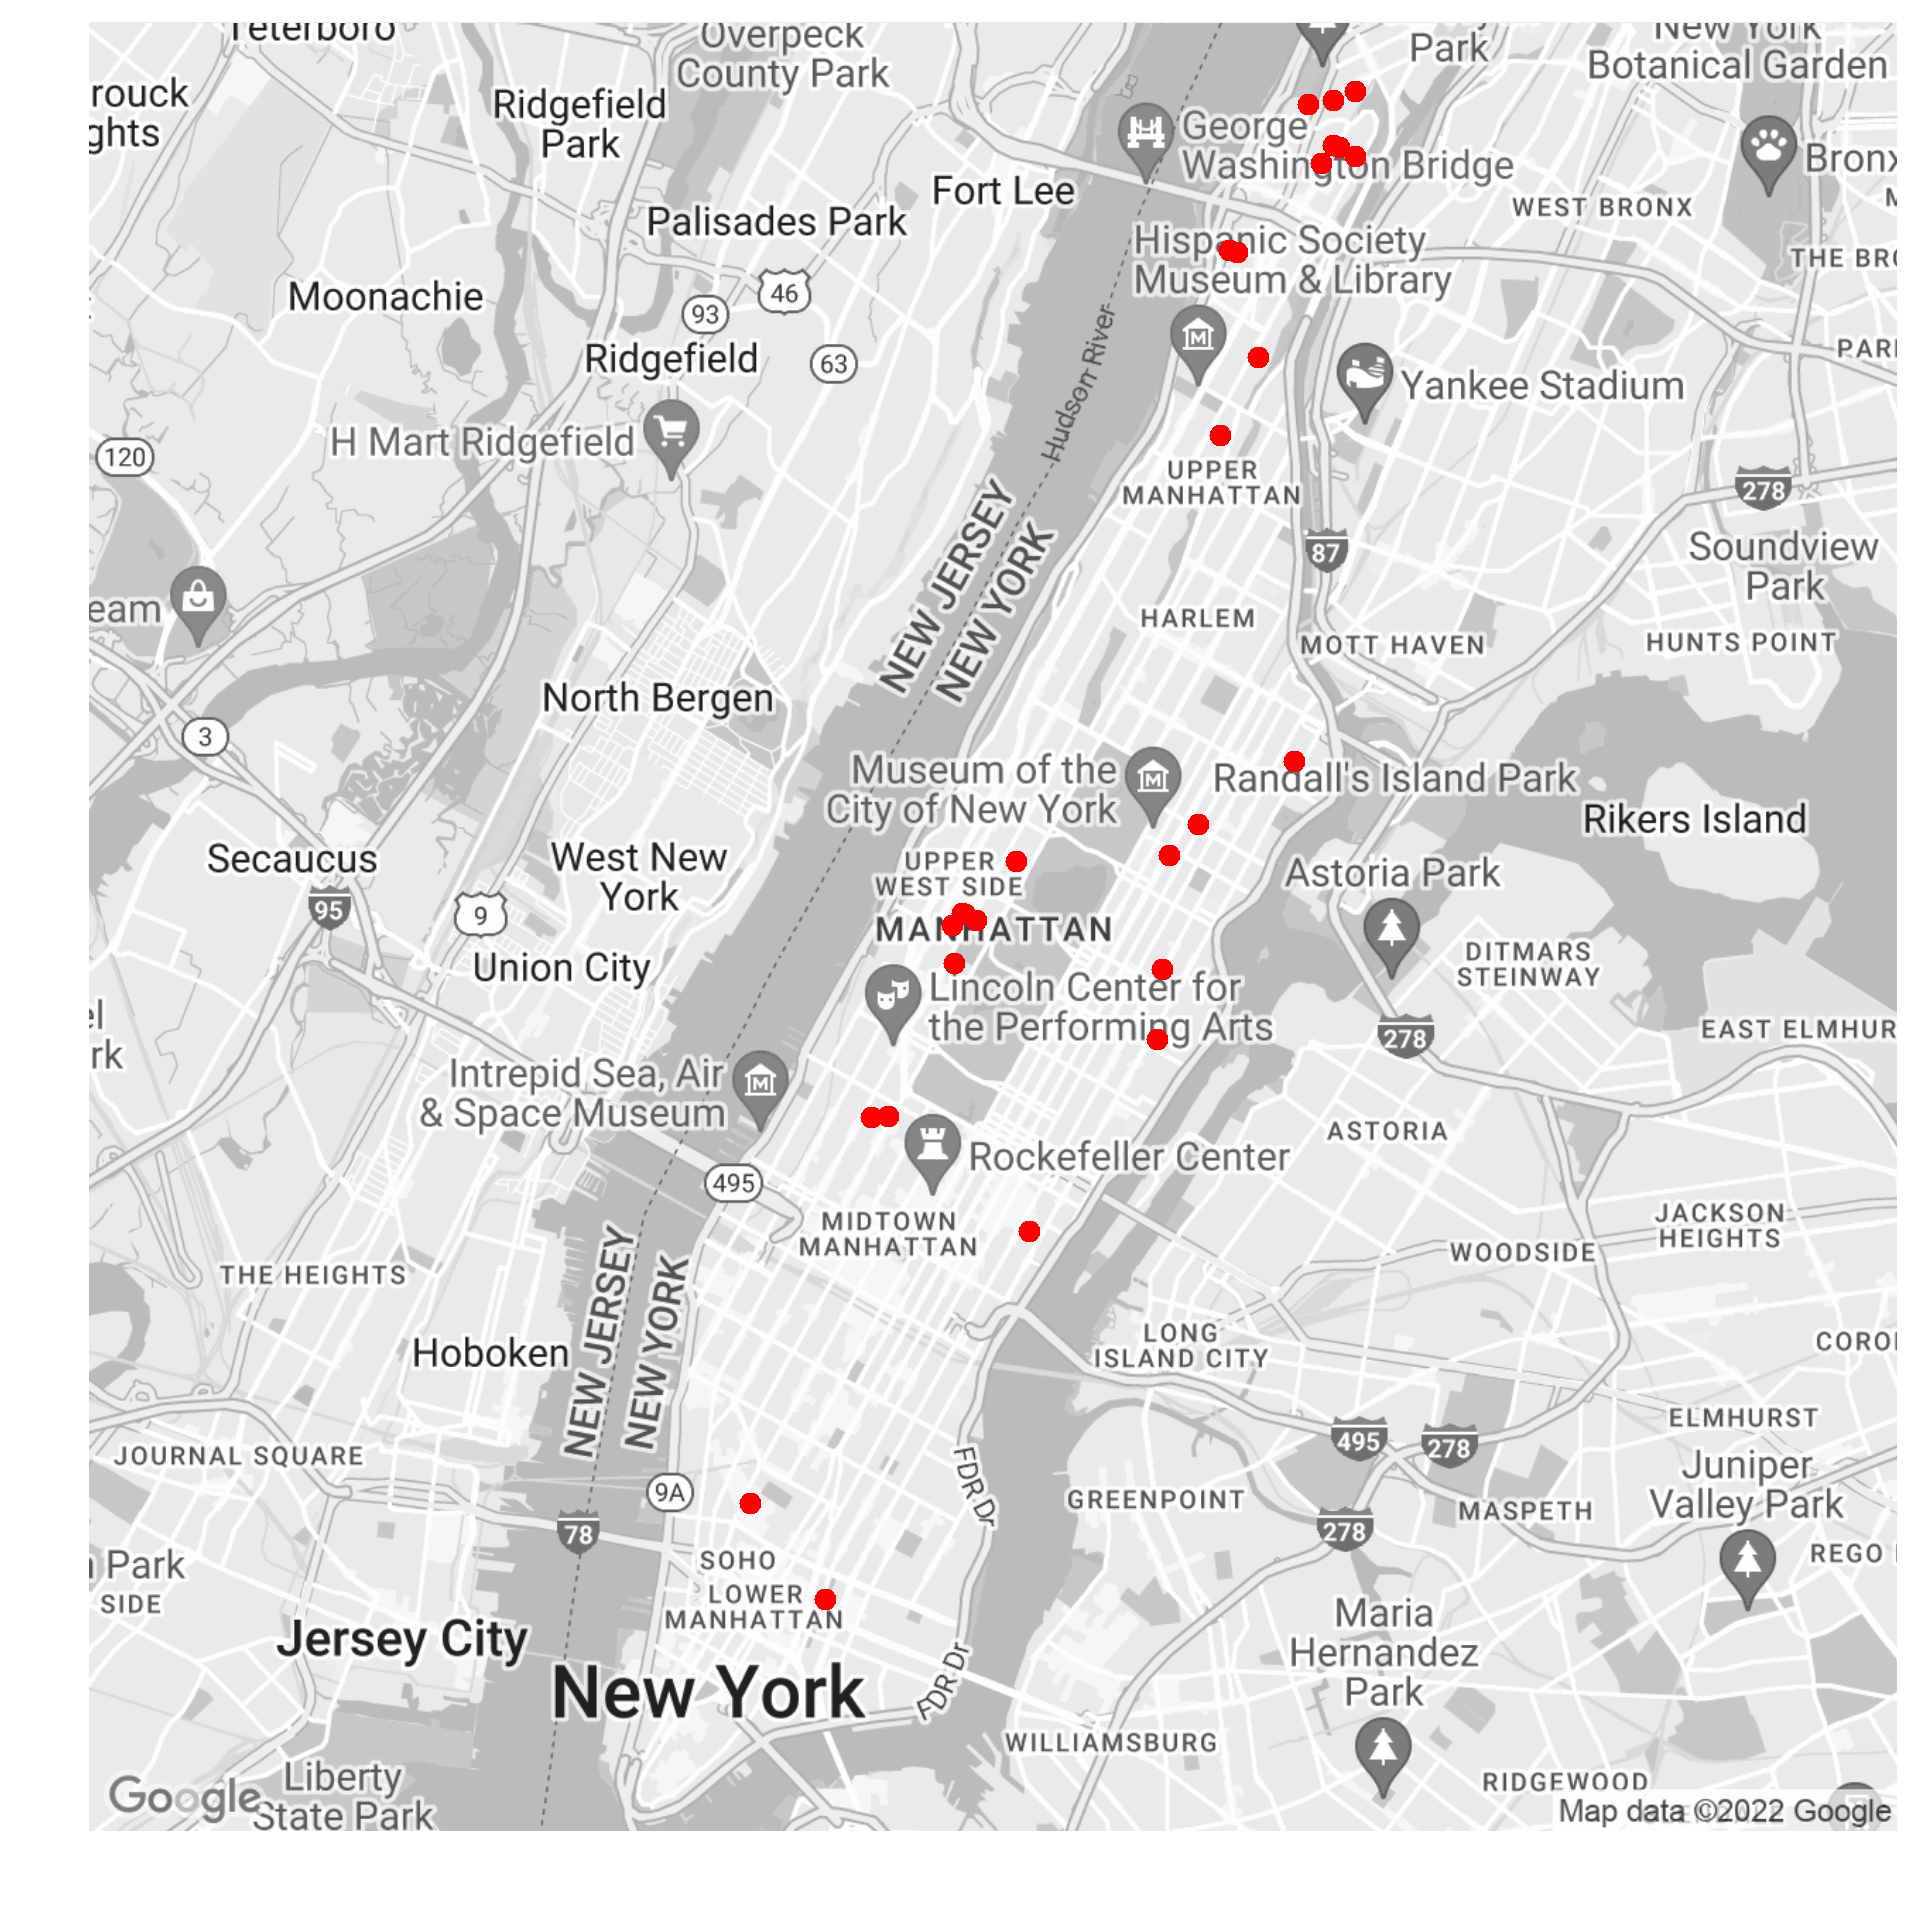 Teterboro
Overpeck
County Park
Park
New York
Botanical Garden
rouck
ghts
Ridgefield
Park
George
Washington Bridge
Bronx
Fort Lee
WEST BRONX
Palisades Park
Hispanic Society
Museum & Library
THE BRO
Moonachie
46
93
Hudson River
PARK
Ridgefield
63
Yankee Stadium
H Mart Ridgefield
120
UPPER
MANHATTAN
278
NEW JERSEY
NEW YORK
87
Soundview
Park
eam
HARLEM
MOTT HAVEN
HUNTS POINT
North Bergen
3
Museum of the
City of New York
Randall's Island Park
Rikers Island
Secaucus
West New
York
UPPER
WEST SIDE
Astoria Park
95
9
MANHATTAN
Union City
DITMARS
STEINWAY
Lincoln Center for
the Performing Arts
el
rk
278
EAST ELMHUR
Intrepid Sea, Air
& Space Museum
ASTORIA
Rockefeller Center
495
MIDTOWN
MANHATTAN
JACKSON
HEIGHTS
WOODSIDE
THE HEIGHTS
NEW JERSEY
NEW YORK
Hoboken
LONG
ISLAND CITY
COROI
ELMHURST
JOURNAL SQUARE
495
278
Juniper
Valley Park
9A
FDR Dr
GREENPOINT
MASPETH
78
278
SOHO
REGO
Park
SIDE
LOWER
MANHATTAN
Maria
Hernandez
Park
Jersey City
New York
FDR Dr
WILLIAMSBURG
Liberty
State Park
RIDGEWOOD
Google
Map data ©2022 Google